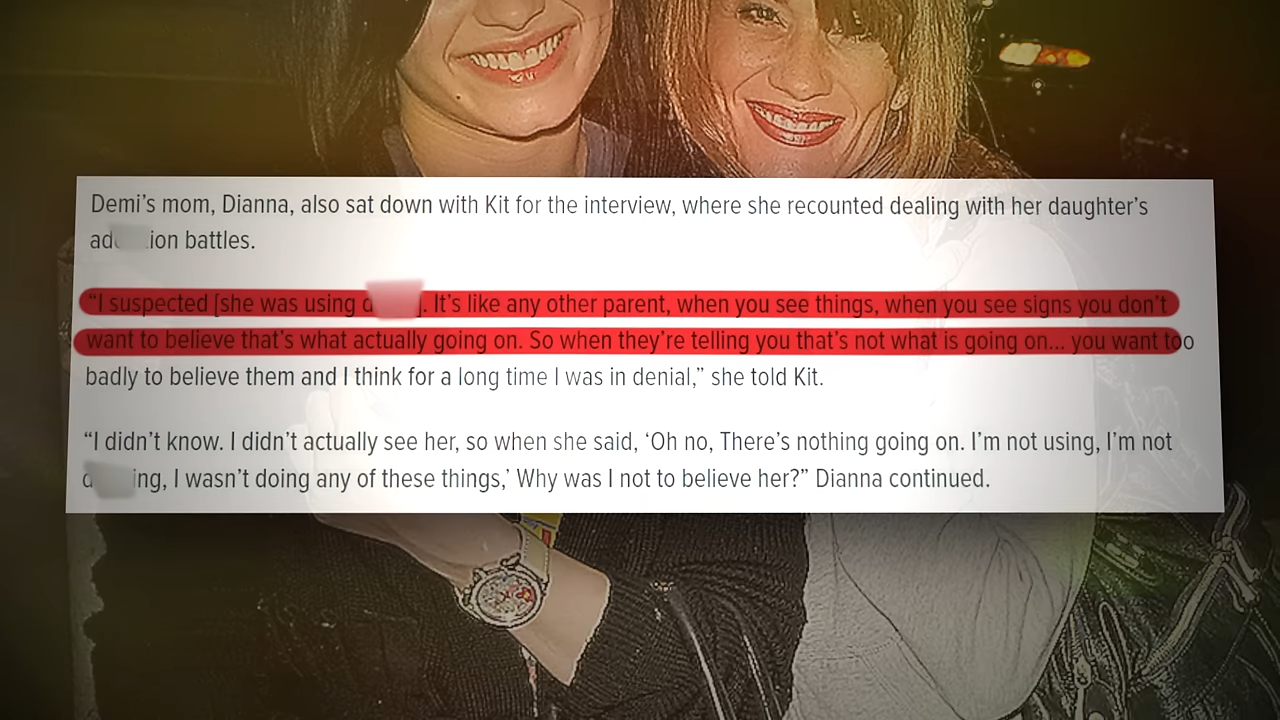 Demi’s mom, Dianna, also sat down with Kit for the interview, where she recounted dealing with her daughter’s
battles.
“I suspected [she was using It’s like any other parent, when you see things, when you see signs you don’t
want to believe that’s what actually going on. So when they’re telling you that’s not what is going on... you want to o
badly to believe them and I think for a long time I was in denial,” she told Kit.
“I didn’t know. I didn’t actually see her, so when she said, ‘Oh no, There’s nothing going on. I’m not using, I’m not
I wasn’t doing any of these things,’ Why was I not to believe her?” Dianna continued.